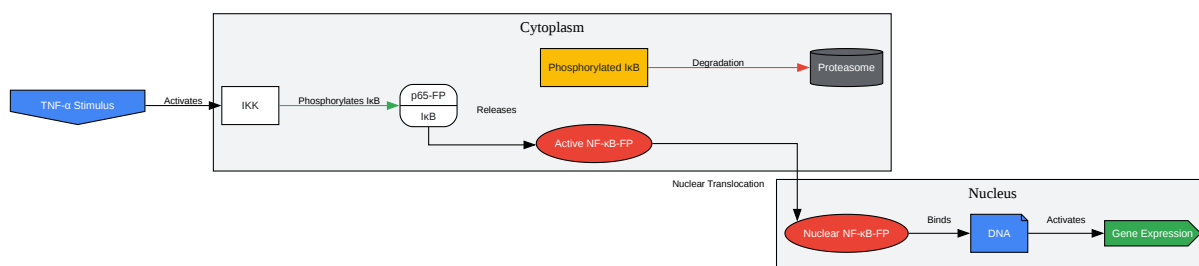 Cytoplasm
Phosphorylated IκB
Degradation
Proteasome
TNF-α Stimulus
Activates
IKK
Phosphorylates IκB
p65-FP
IκB
Releases
Active NF-κB-FP
Nuclear Translocation
Nucleus
Nuclear NF-κB-FP
Binds
DNA
Activates
Gene Expression